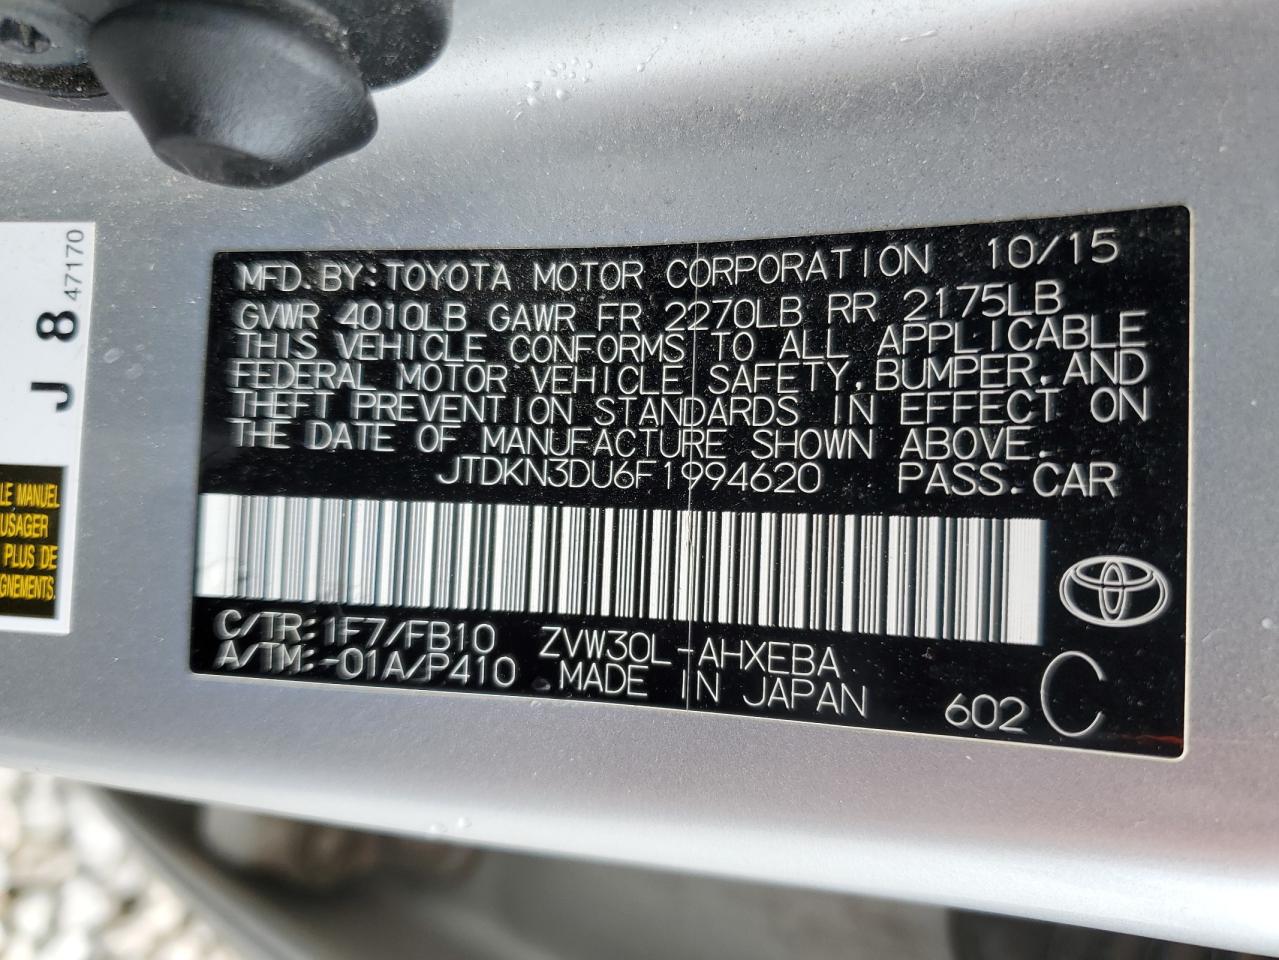 MFD. BY: TOYOTA MOTOR CORPORATION 10/15
GVWR 4010LB GAWR FR 2270LB RR 2175LB
THIS VEHICLE CONFORMS TO ALL APPLICABLE
FEDERAL MOTOR VEHICLE SAFETY, BUMPER, AND
THEFT PREVENTION STANDARDS IN EFFECT ON
THE DATE OF MANUFACTURE SHOWN ABOVE.
JTDKN3DU6F1994620 PASS. CAR
C/TR: 1F7/FB10 ZVW30L-AHXEBA
A/TM: -01A/P410 MADE IN JAPAN
602 C
J 8 47170
LE MANUEL
USAGER
PLUS DE
GNEMENTS.